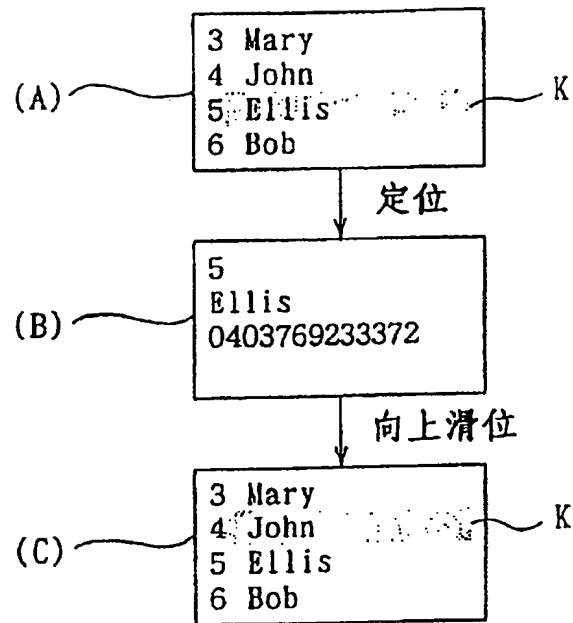 3 Mary
4 John
(A)
5 Ellis
K
6 Bob
定位
5
Ellis
(B)
0403769233372
向上滑位
3 Mary
4 John
K
(C)
5 Ellis
6 Bob